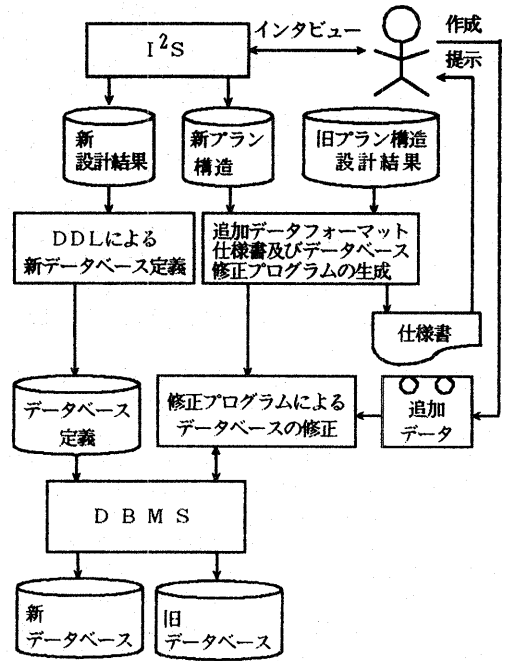 I²S
インタビュー
作成
提示
新
設計結果
新プラン
構造
旧プラン構造
設計結果
DDLによる
新データベース定義
追加データフォーマット
仕様書及びデータベース
修正プログラムの生成
仕様書
データベース
定義
修正プログラムによる
データベースの修正
追加
データ
DBMS
新
データベース
旧
データベース